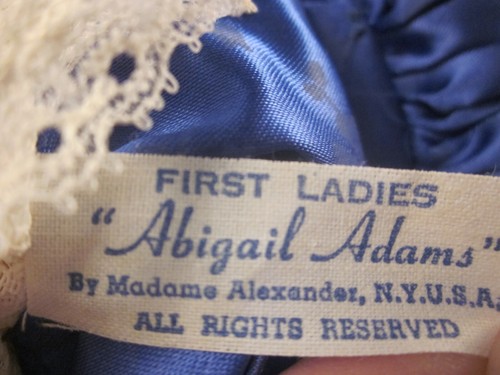 FIRST LADIES
"Abigail Adams"
By Madame Alexander, N.Y.U.S.A.
ALL RIGHTS RESERVED